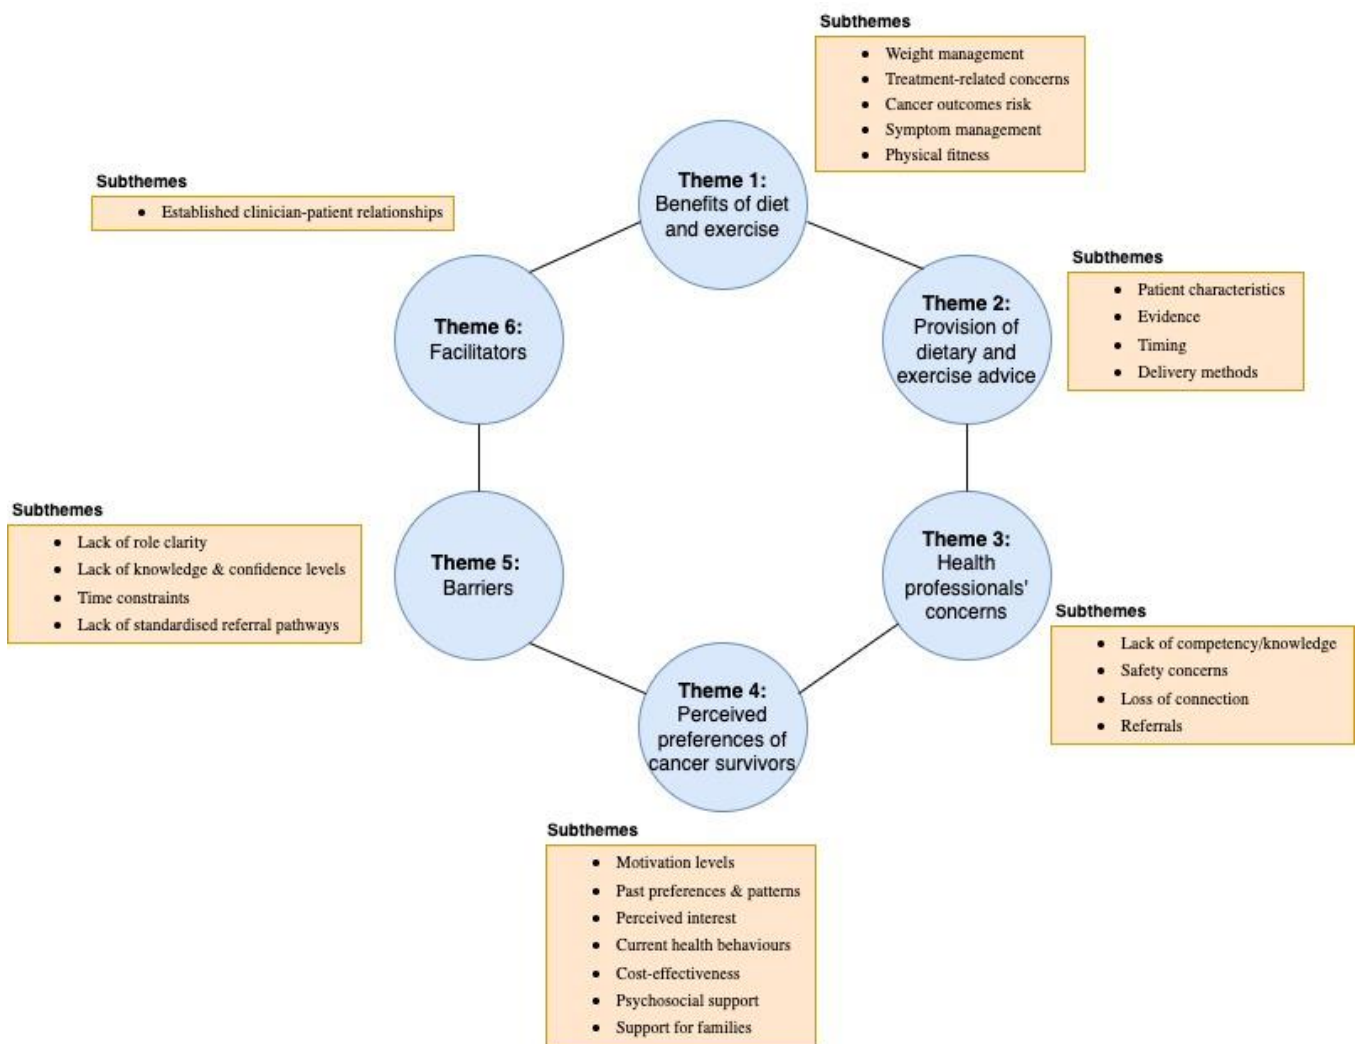 Subthemes
Weight management
Treatment-related concerns
Cancer outcomes risk
Symptom management
Physical fitness
Theme 1:
Benefits of diet
and exercise
Subthemes
Established clinician-patient relationships
Subthemes
Patient characteristics
Evidence
Timing
Delivery methods
Theme 2:
Provision of
dietary and
exercise advice
Theme 6:
Facilitators
Subthemes
Lack of role clarity
Lack of knowledge & confidence levels
Time constraints
Lack of standardised referral pathways
Theme 5:
Barriers
Theme 3:
Health
professionals'
concerns
Subthemes
Lack of competency/knowledge
Safety concerns
Loss of connection
Referrals
Theme 4:
Perceived
preferences of
cancer survivors
Subthemes
Motivation levels
Past preferences & patterns
Perceived interest
Current health behaviours
Cost-effectiveness
Psychosocial support
Support for families